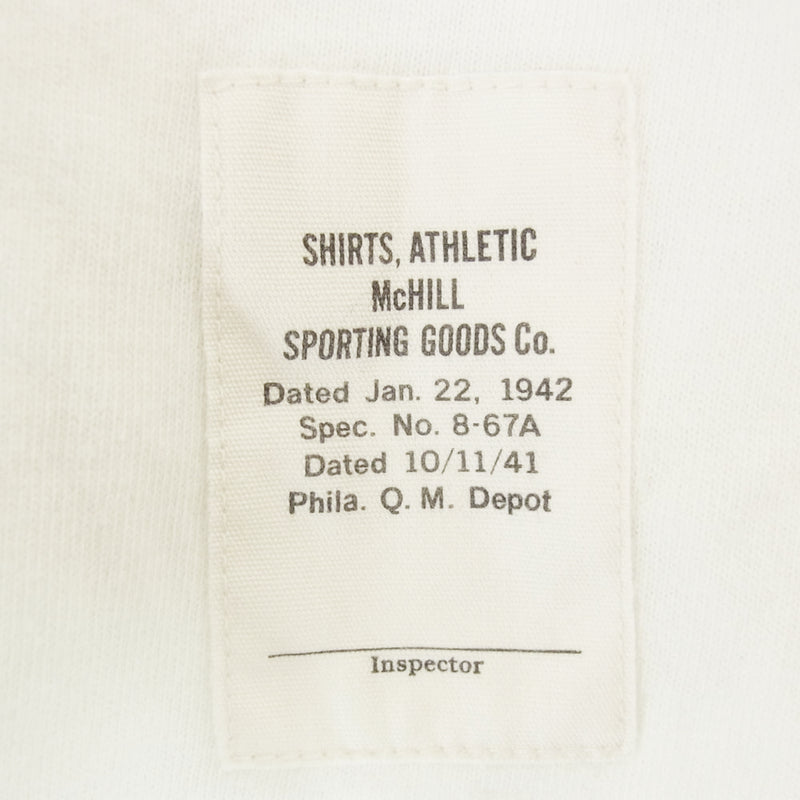 SHIRTS, ATHLETIC
McHILL
SPORTING GOODS Co.
Dated Jan. 22, 1942
Spec. No. 8-67A
Dated 10/11/41
Phila. Q. M. Depot
Inspector